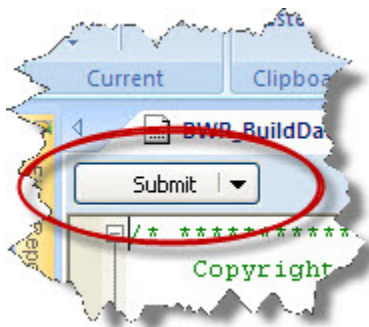 Current
Clipboa
BWP_BuildDa
Submit
/* ***********
Copyright